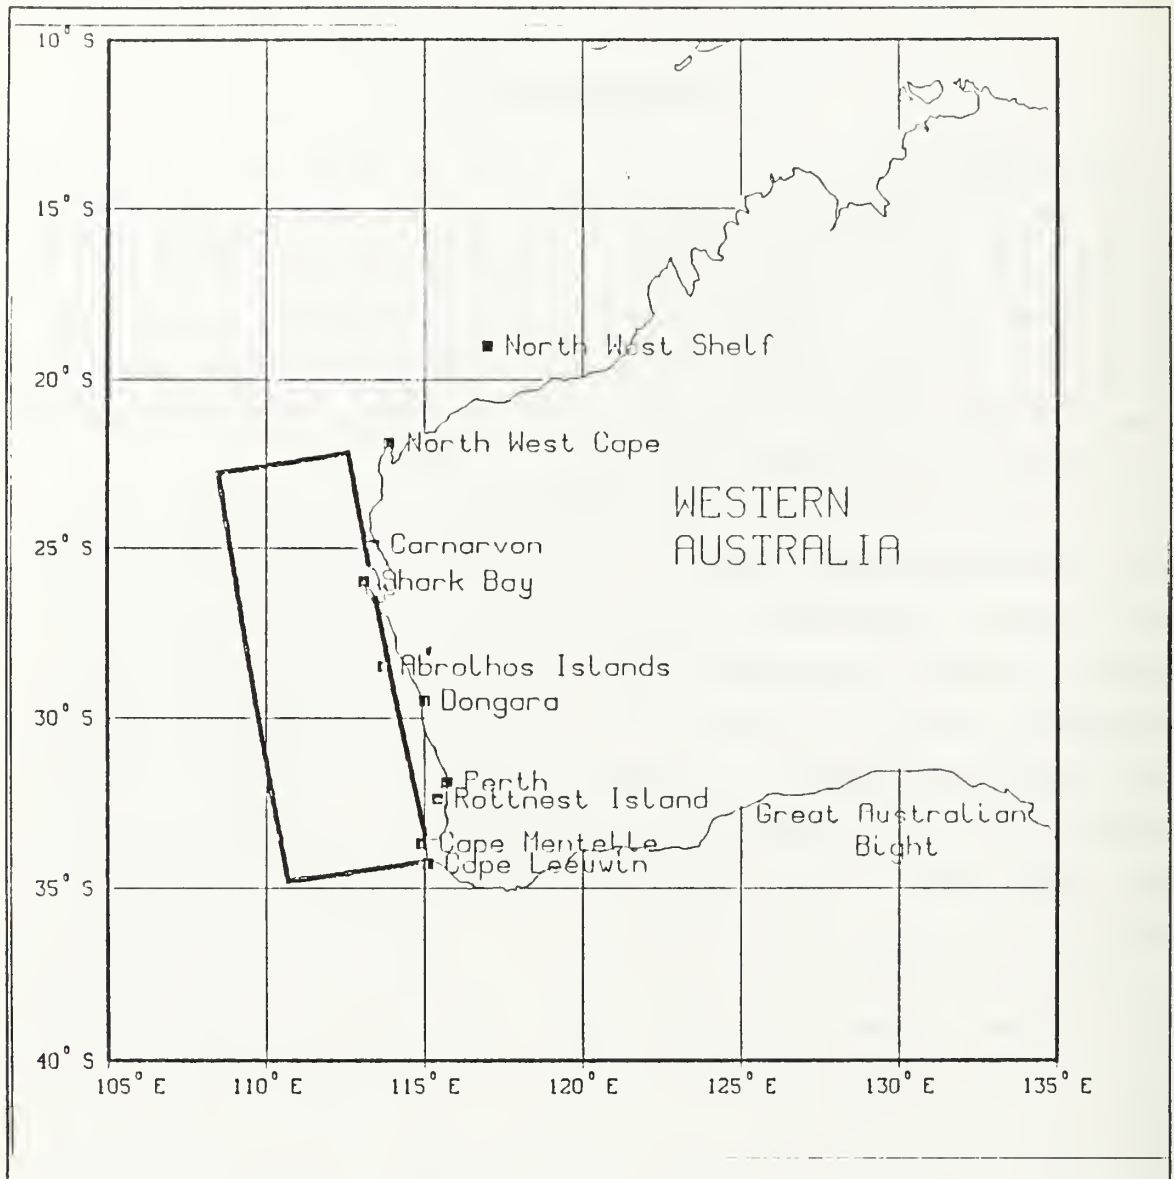 10° S
15° S
North West Shelf
20° S
North West Cape
WESTERN
AUSTRALIA
25° S
Carnarvon
Shark Bay
Abrolhos Islands
Dongara
30° S
Perth
Rottnest Island
Great Australian
Bight
Cape Mentelle
Cape Leeuwin
35° S
40° S
105° E
110° E
115° E
120° E
125° E
130° E
135° E